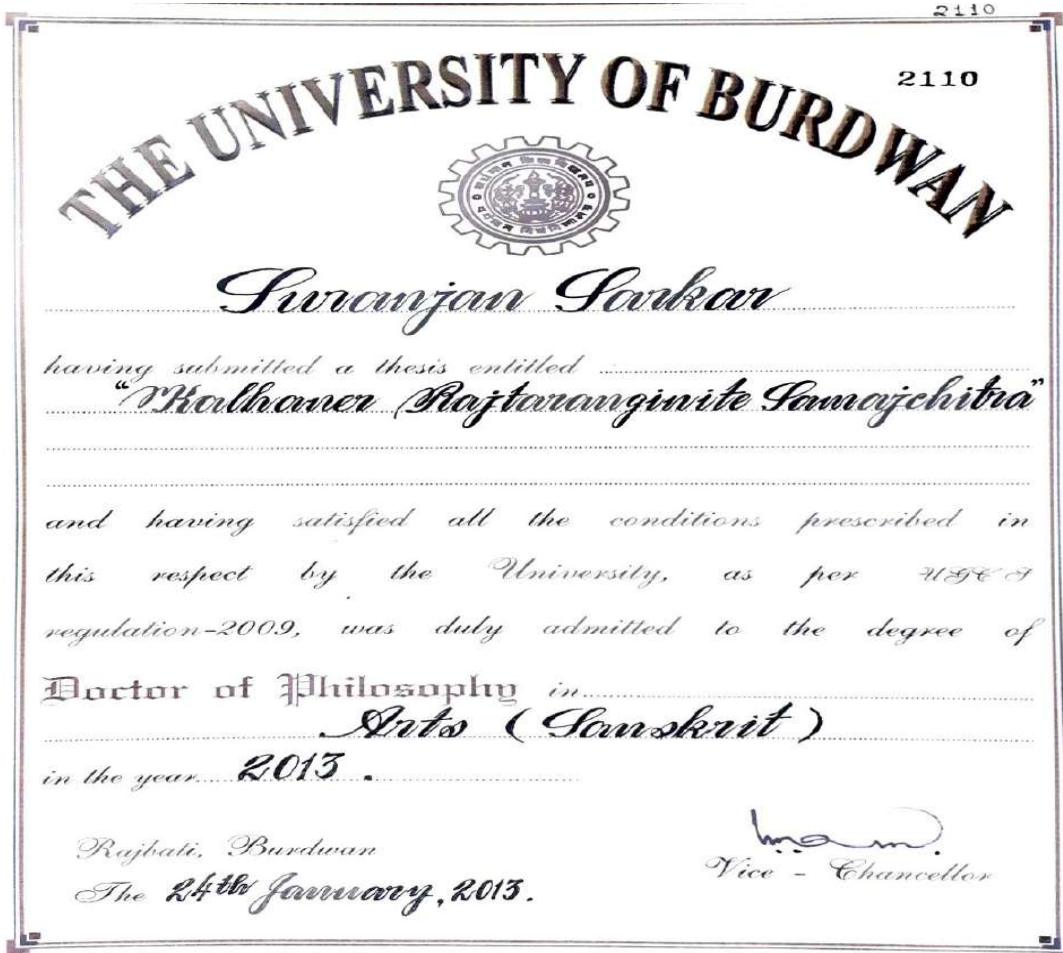 2110
2110
THE UNIVERSITY OF BURDWAN
Suranjan Sarkar
having submitted a thesis entitled
"Kalhaner Rajtaranginite Samajchitra"
and having satisfied all the conditions prescribed in
this respect by the University, as per UGC'S
regulation-2009, was duly admitted to the degree of
Doctor of Philosophy in
Arts (Sanskrit)
in the year 2013.
Rajbati, Burdwan
The 24th January, 2013.
Vice - Chancellor